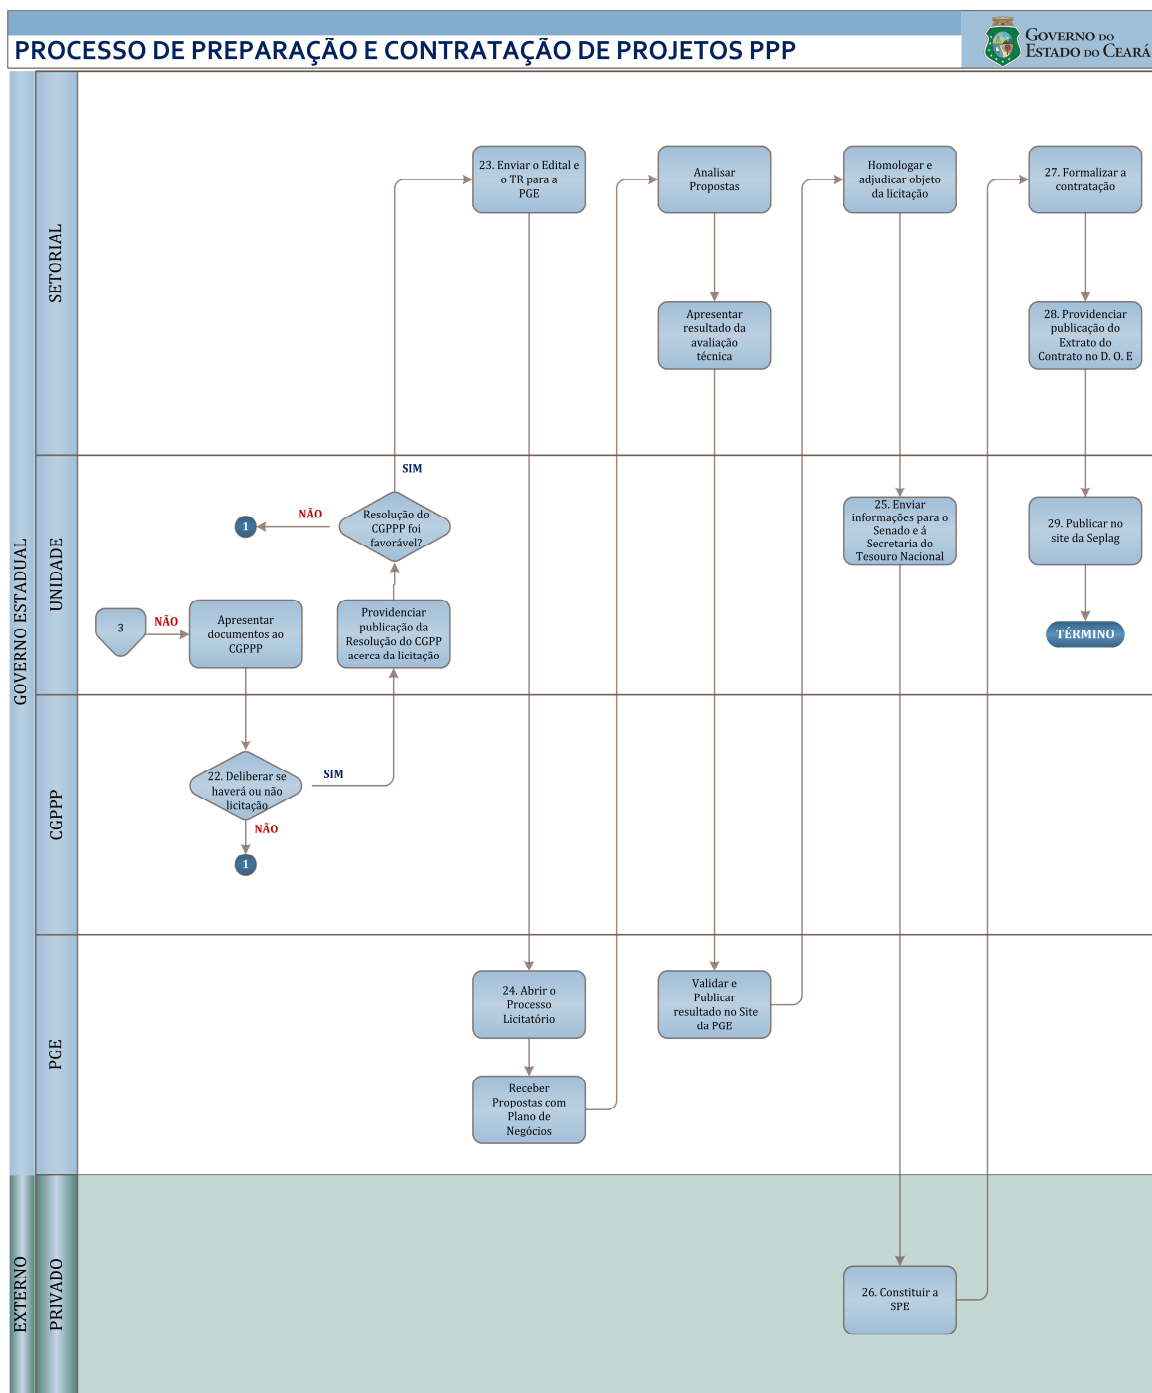 PROCESSO DE PREPARAÇÃO E CONTRATAÇÃO DE PROJETOS PPP
GOVERNO DO
ESTADO DO CEARÁ
GOVERNO ESTADUAL
SETORIAL
23. Enviar o Edital e
o TR para a
PGE
Analisar
Propostas
Homologar e
adjudicar objeto
da licitação
27. Formalizar a
contratação
Apresentar
resultado da
avaliação
técnica
28. Providenciar
publicação do
Extrato do
Contrato no D. O. E
UNIDADE
SIM
NÃO
1
Resolução do
CGPPP foi
favorável?
25. Enviar
informações para o
Senado e á
Secretaria do
Tesouro Nacional
29. Publicar no
site da Seplag
3
NÃO
Apresentar
documentos ao
CGPPP
Providenciar
publicação da
Resolução do CGPP
acerca da licitação
TÉRMINO
CGPPP
22. Deliberar se
haverá ou não
licitação
SIM
NÃO
1
PGE
24. Abrir o
Processo
Licitatório
Validar e
Publicar
resultado no Site
da PGE
Receber
Propostas com
Plano de
Negócios
EXTERNO
PRIVADO
26. Constituir a
SPE